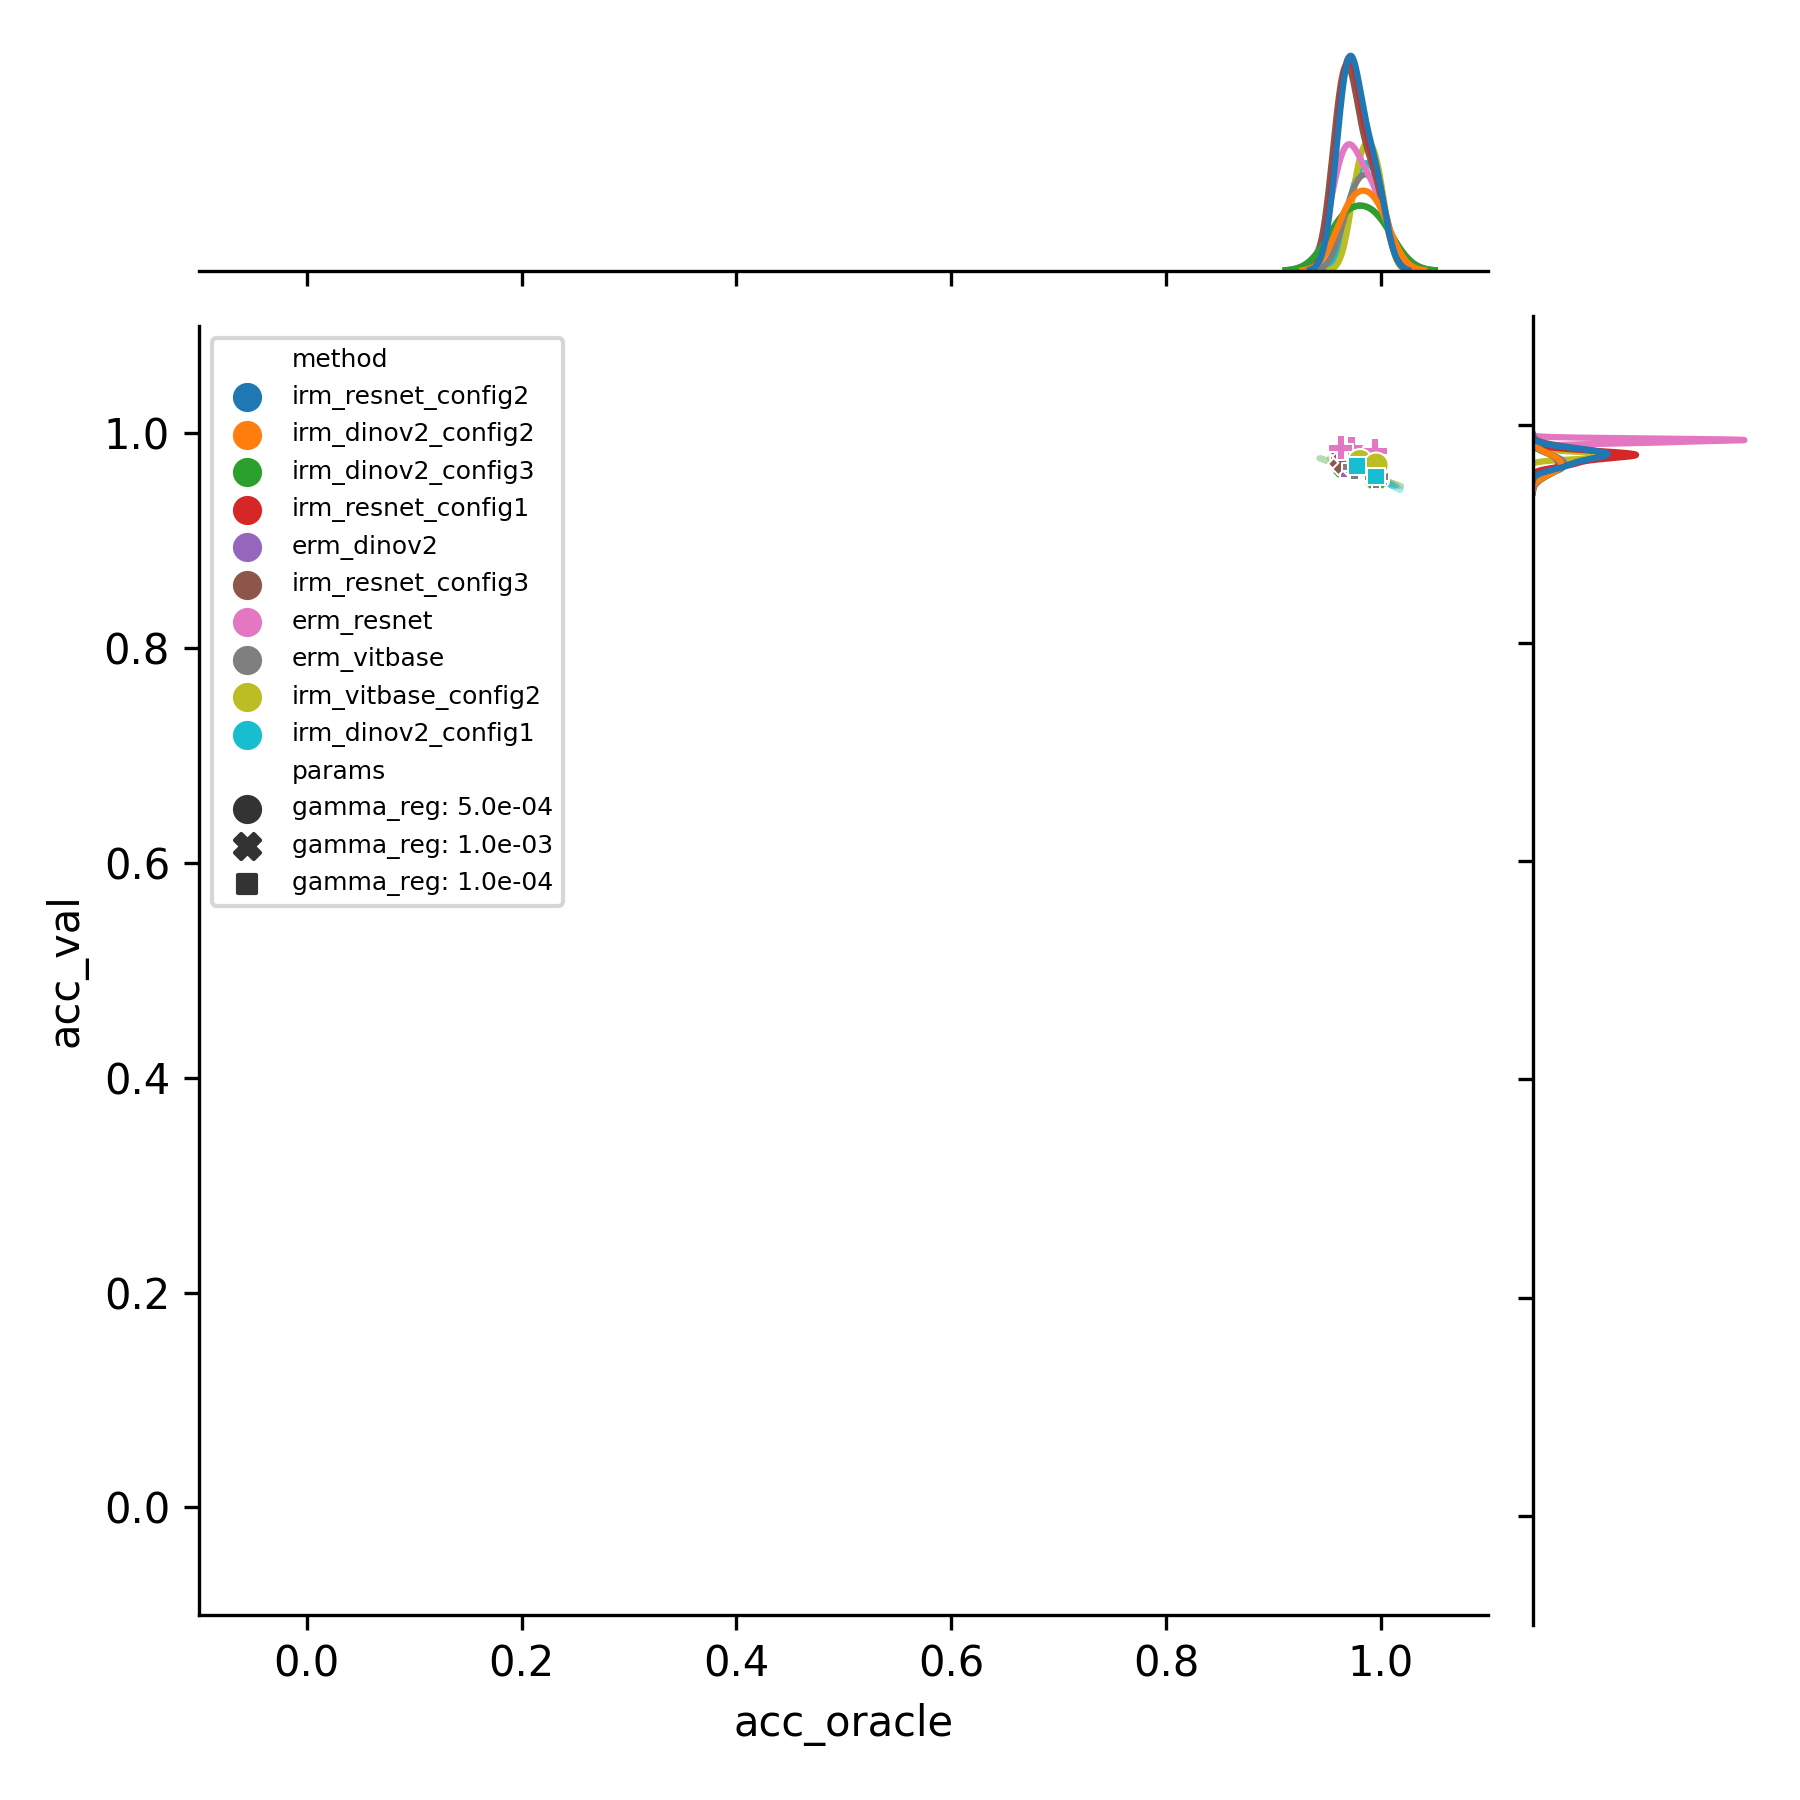 method
irm_resnet_config2
irm_dinov2_config2
irm_dinov2_config3
irm_resnet_config1
erm_dinov2
irm_resnet_config3
erm_resnet
erm_vitbase
irm_vitbase_config2
irm_dinov2_config1
params
gamma_reg: 5.0e-04
gamma_reg: 1.0e-03
gamma_reg: 1.0e-04
1.0
0.8
0.6
0.4
0.2
0.0
acc_val
0.0 0.2 0.4 0.6 0.8 1.0
acc_oracle